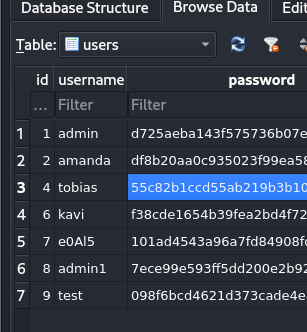 Database Structure Browse Data Edit
Table: users
id username password
... Filter Filter
1 1 admin d725aeba143f575736b07e
2 2 amanda df8b20aa0c935023f99ea58
3 4 tobias 55c82b1ccd55ab219b3b10
4 6 kavi f38cde1654b39fea2bd4f72
5 7 e0Al5 101ad4543a96a7fd84908f
6 8 admin1 7ece99e593ff5dd200e2b92
7 9 test 098f6bcd4621d373cade4e